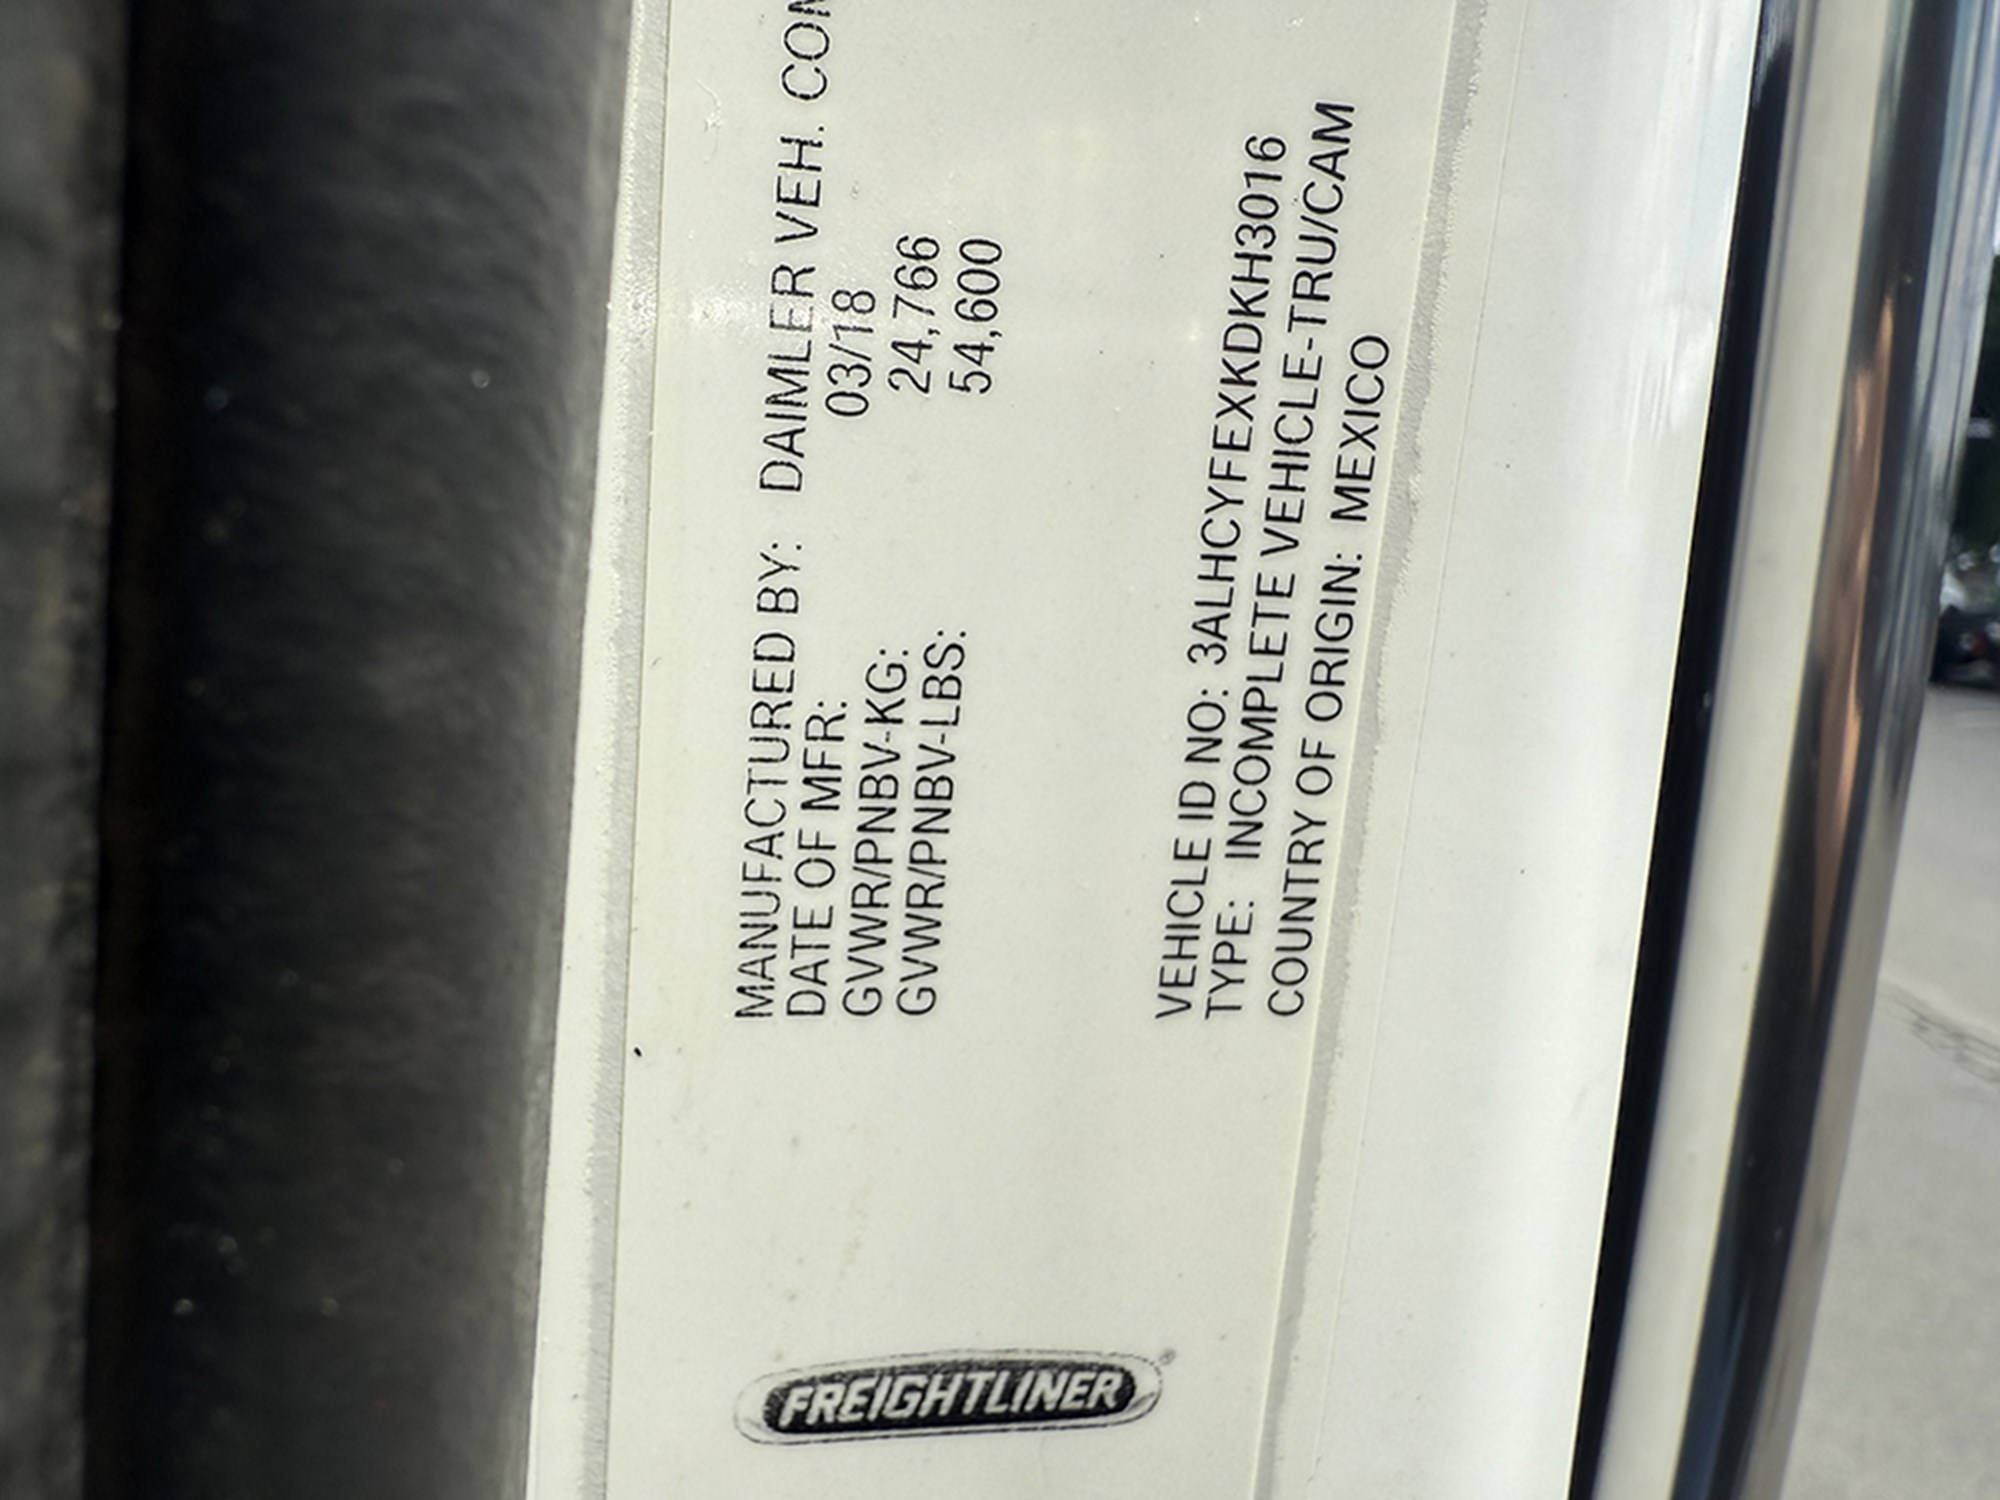 MANUFACTURED BY: DAIMLER VEH. COM
DATE OF MFR: 03/18
GVWR/PNBV-KG: 24,766
GVWR/PNBV-LBS: 54,600
VEHICLE ID NO: 3ALHCYFEXKDKH3016
TYPE: INCOMPLETE VEHICLE-TRU/CAM
COUNTRY OF ORIGIN: MEXICO
FREIGHTLINER®